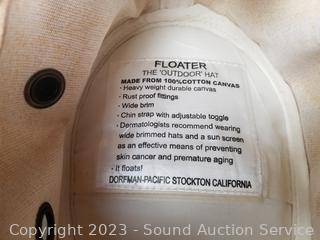 FLOATER
THE 'OUTDOOR' HAT
MADE FROM 100%COTTON CANVAS
· Heavy weight durable canvas
· Rust proof fittings
· Wide brim
· Chin strap with adjustable toggle
· Dermatologists recommend wearing
wide brimmed hats and a sun screen
as an effective means of preventing
skin cancer and premature aging
· It floats!
DORFMAN-PACIFIC STOCKTON CALIFORNIA
Copyright 2023 - Sound Auction Service